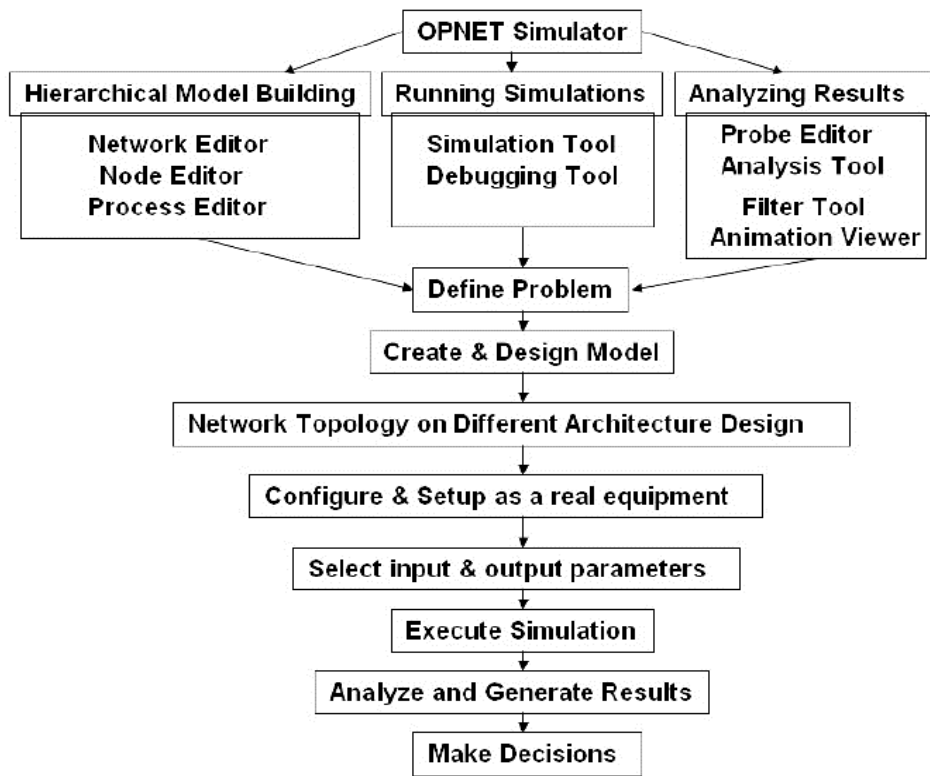 OPNET Simulator
Hierarchical Model Building
Network Editor
Node Editor
Process Editor
Running Simulations
Simulation Tool
Debugging Tool
Analyzing Results
Probe Editor
Analysis Tool
Filter Tool
Animation Viewer
Define Problem
Create & Design Model
Network Topology on Different Architecture Design
Configure & Setup as a real equipment
Select input & output parameters
Execute Simulation
Analyze and Generate Results
Make Decisions